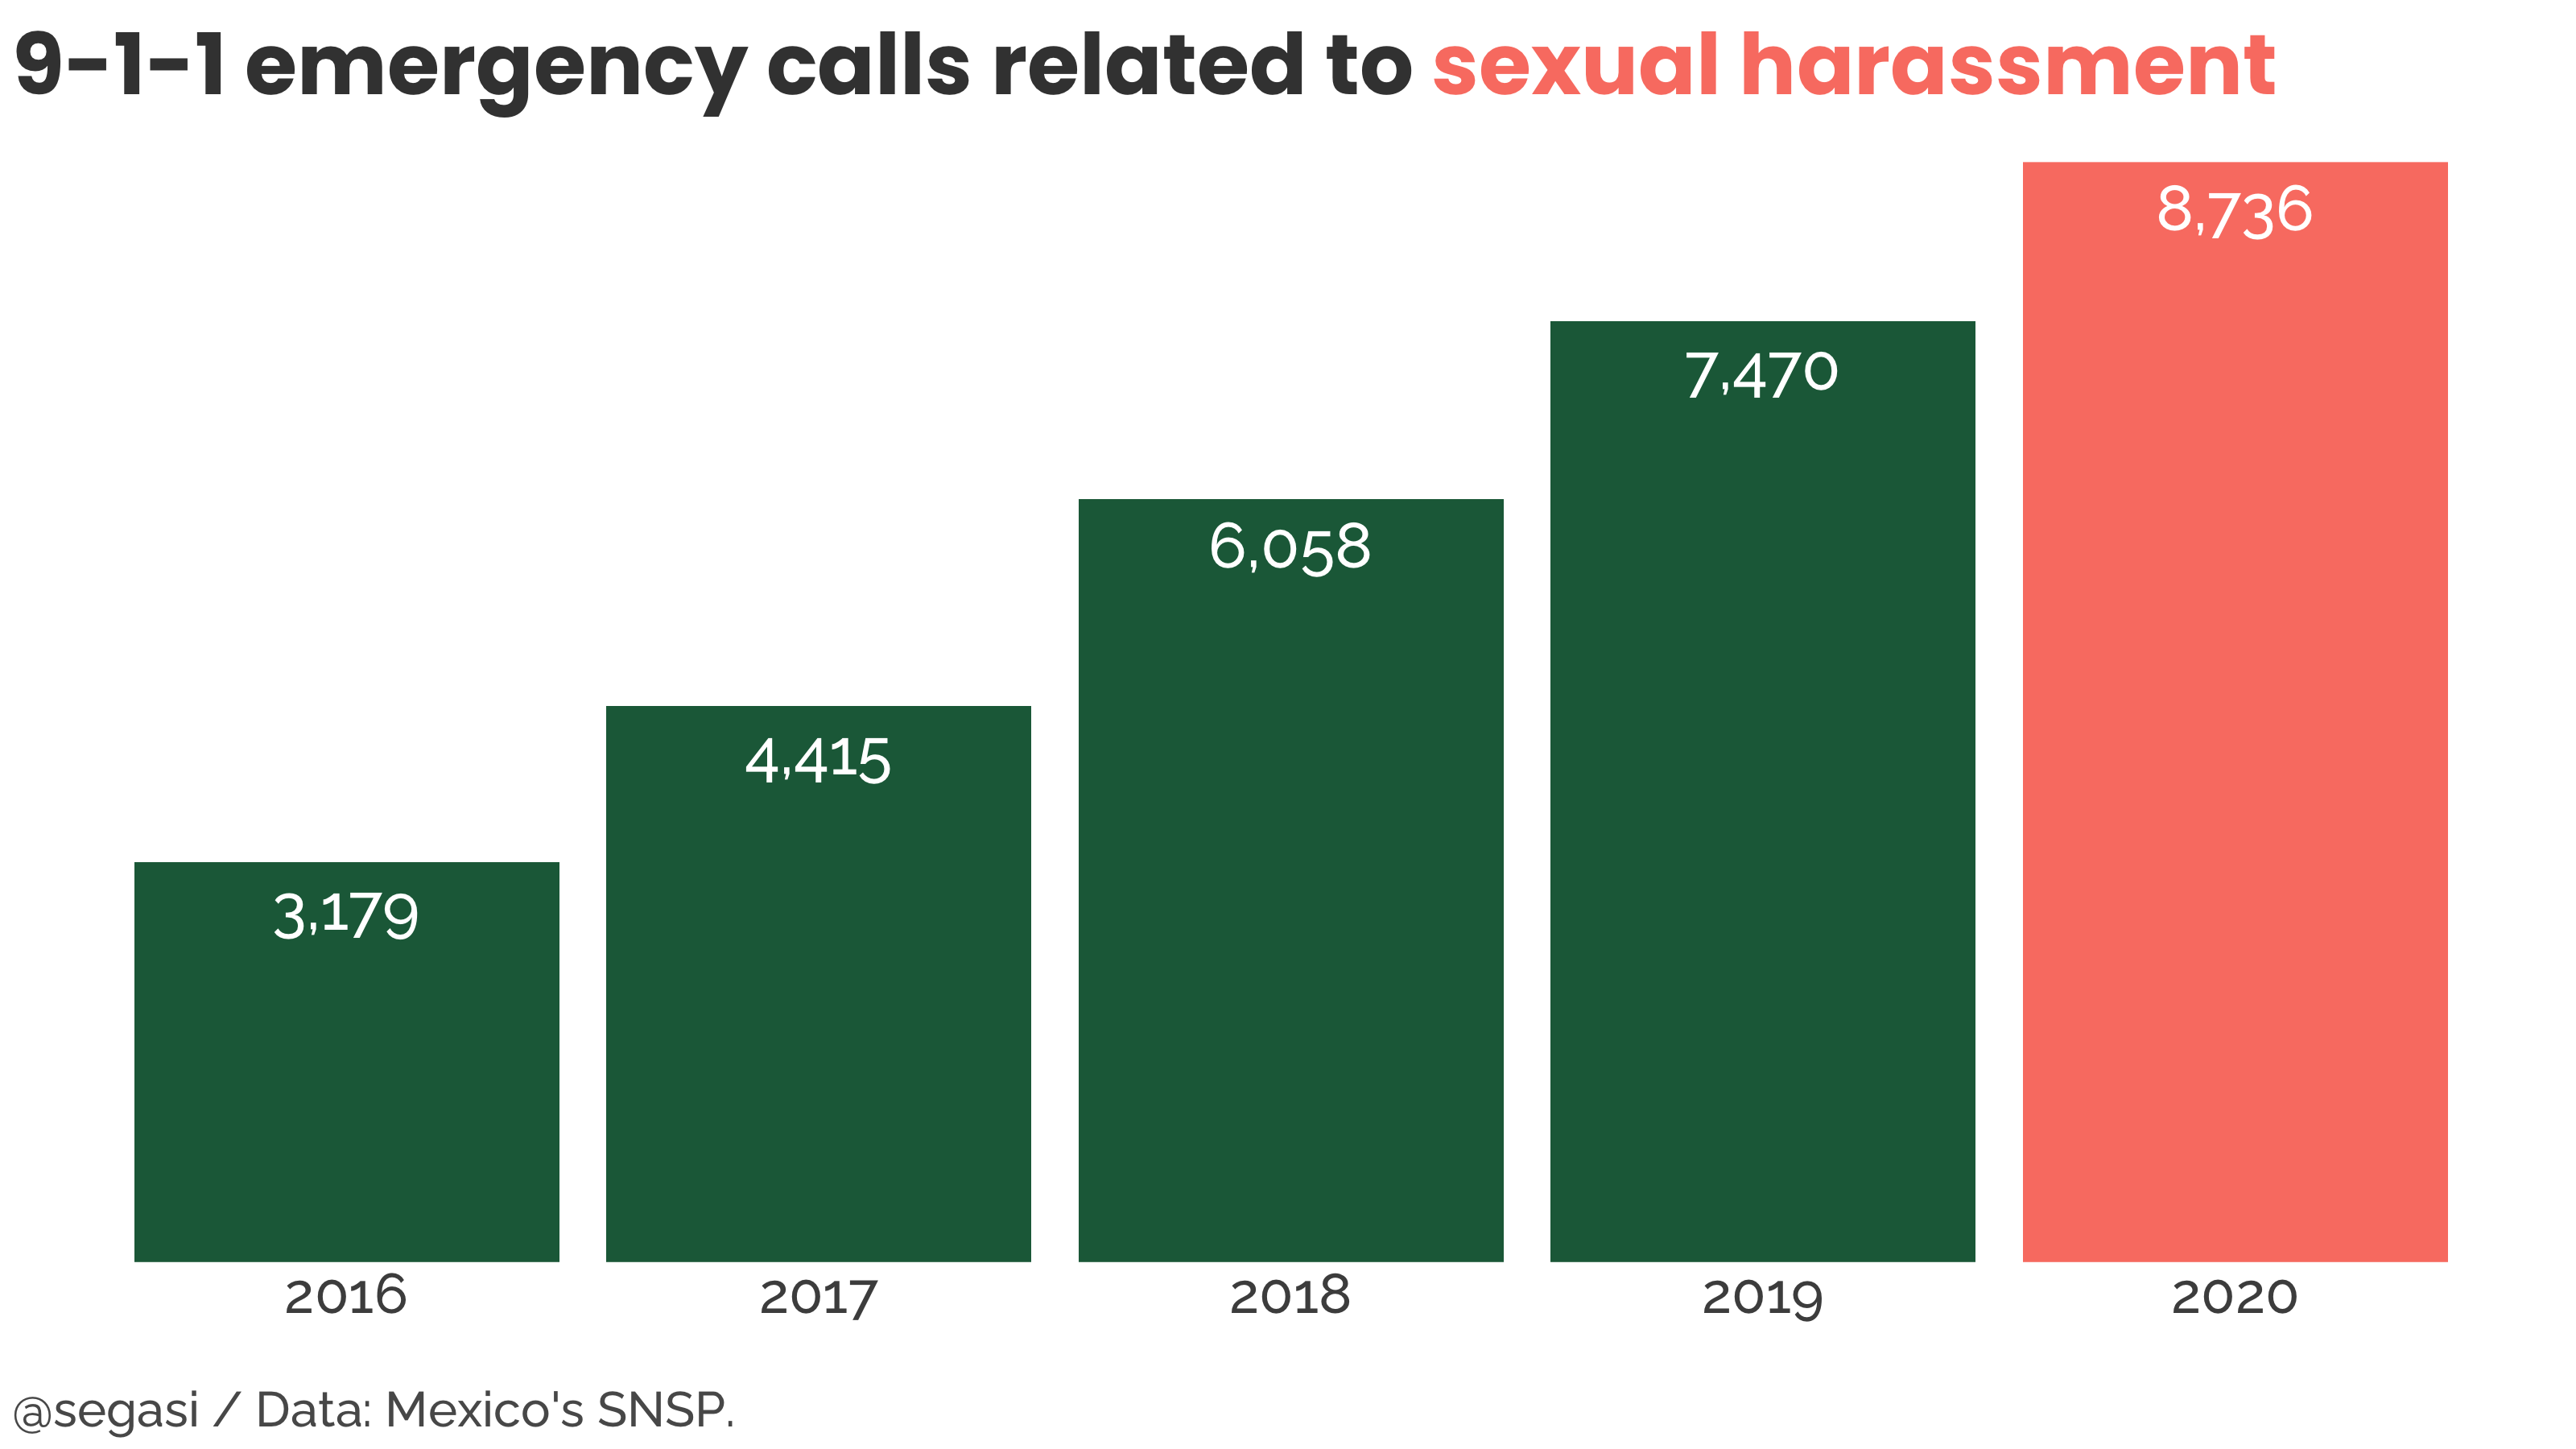 9-1-1 emergency calls related to sexual harassment
8,736
7,470
6,058
4,415
3,179
2016 2017 2018 2019 2020
@segasi / Data: Mexico's SNSP.